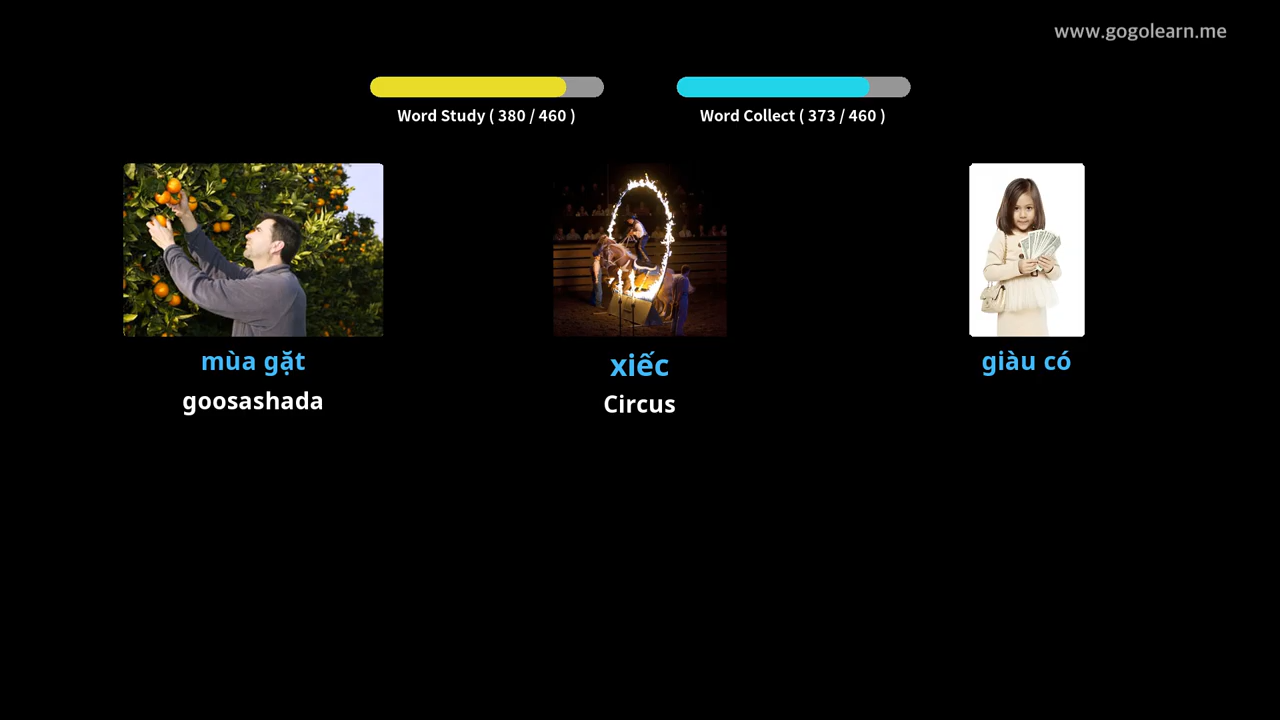 www.gogolearn.me
Word Study ( 380 / 460 )
Word Collect ( 373 / 460 )
mùa gặt
goosashada
xiếc
Circus
giàu có